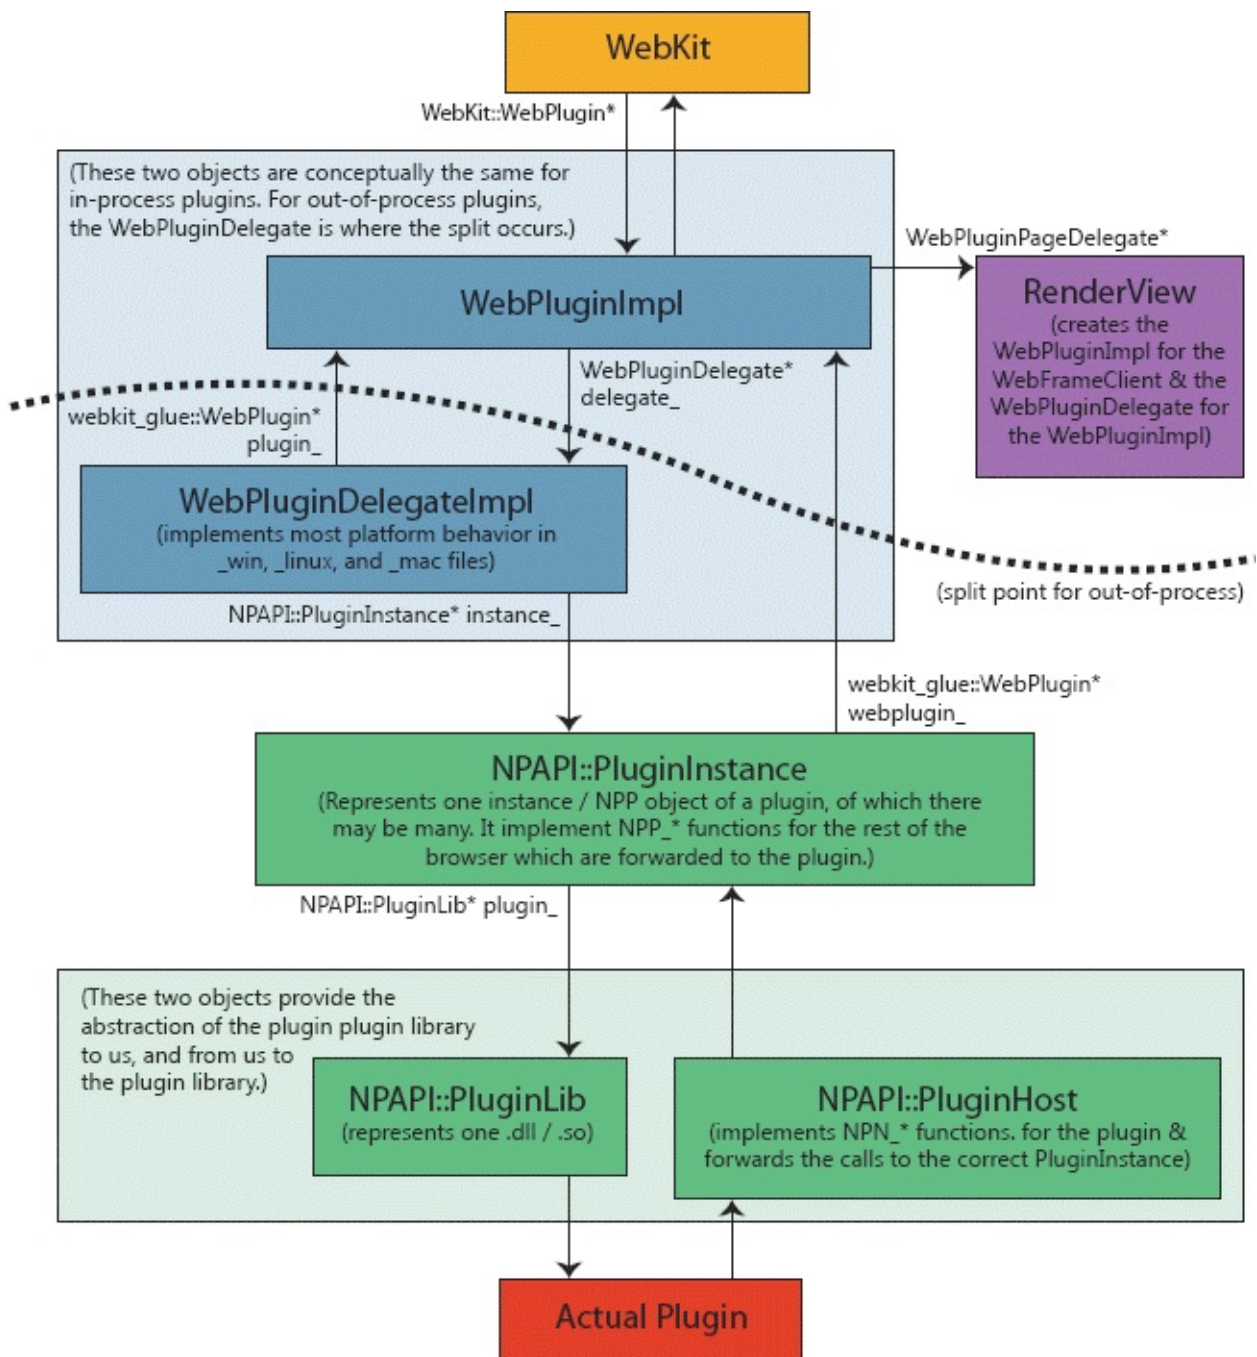 WebKit
WebKit::WebPlugin*
(These two objects are conceptually the same for
in-process plugins. For out-of-process plugins,
the WebPluginDelegate is where the split occurs.)
WebPluginPageDelegate*
WebPluginImpl
RenderView
(creates the
WebPluginImpl for the
WebFrameClient & the
WebPluginDelegate for
the WebPluginImpl)
WebPluginDelegate*
delegate_
webkit_glue::WebPlugin*
plugin_
WebPluginDelegateImpl
(implements most platform behavior in
_win, _linux, and _mac files)
(split point for out-of-process)
NPAPI::PluginInstance* instance_
webkit_glue::WebPlugin*
webplugin_
NPAPI::PluginInstance
(Represents one instance / NPP object of a plugin, of which there
may be many. It implement NPP_* functions for the rest of the
browser which are forwarded to the plugin.)
NPAPI::PluginLib* plugin_
(These two objects provide the
abstraction of the plugin plugin library
to us, and from us to
the plugin library.)
NPAPI::PluginLib
(represents one .dll / .so)
NPAPI::PluginHost
(implements NPN_* functions. for the plugin &
forwards the calls to the correct PluginInstance)
Actual Plugin